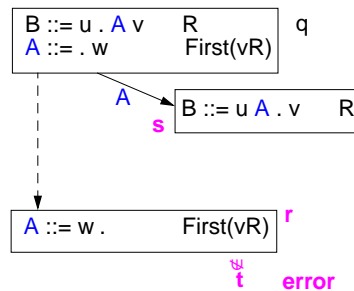 B ::= u . A v R q
A ::= . w First(vR)
A
B ::= u A . v R
s
A ::= w . First(vR) r
∉
t error